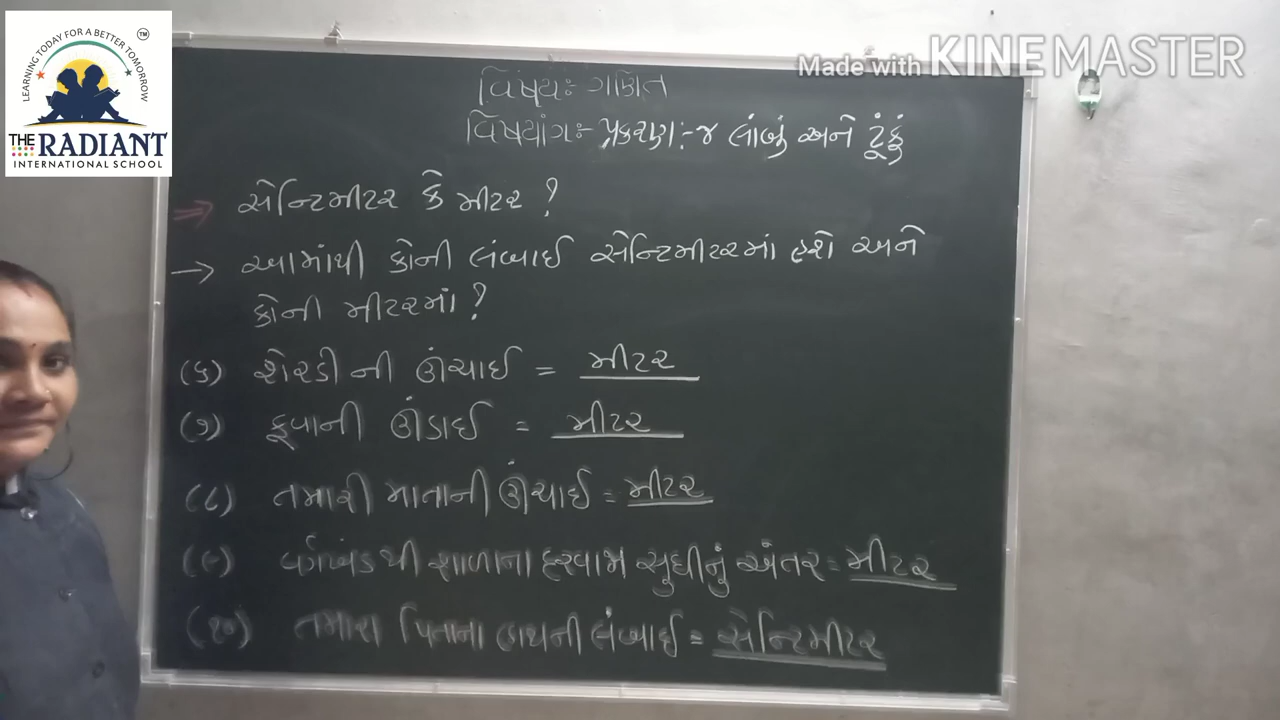 LEARNING TODAY FOR A BETTER TOMORROW
TM
THE RADIANT
INTERNATIONAL SCHOOL
Made with KINEMASTER
વિષયઃ ગણિત
વિષયાંગઃ- પ્રકરણઃ-૪ લાંબું અને ટૂંકું
⇒ સેન્ટિમીટર કે મીટર ?
→ આમાંથી કોની લંબાઈ સેન્ટિમીટરમાં હશે અને
કોની મીટરમાં ?
(૬) શેરડી ની ઊંચાઈ = મીટર
(૭) કૂવાની ઊંડાઈ = મીટર
(૮) તમારી માતાની ઊંચાઈ = મીટર
(૯) વર્ગખંડથી શાળાના દરવાજા સુધીનું અંતર = મીટર
(૧૦) તમારા પિતાના હાથની લંબાઈ = સેન્ટિમીટર